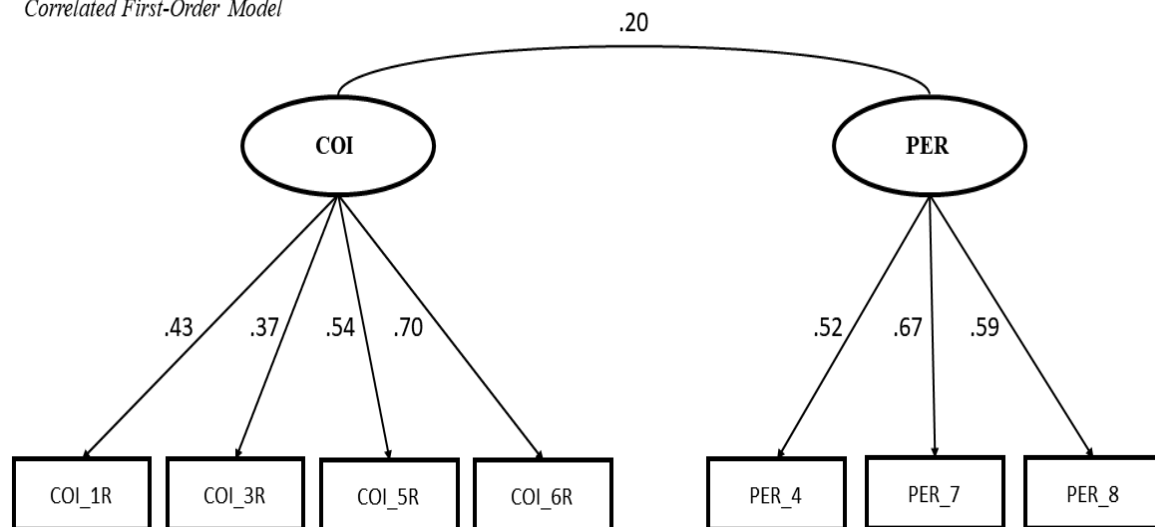 Correlated First-Order Model
.20
COI PER
.43 .37 .54 .70 .52 .67 .59
COI_1R COI_3R COI_5R COI_6R PER_4 PER_7 PER_8